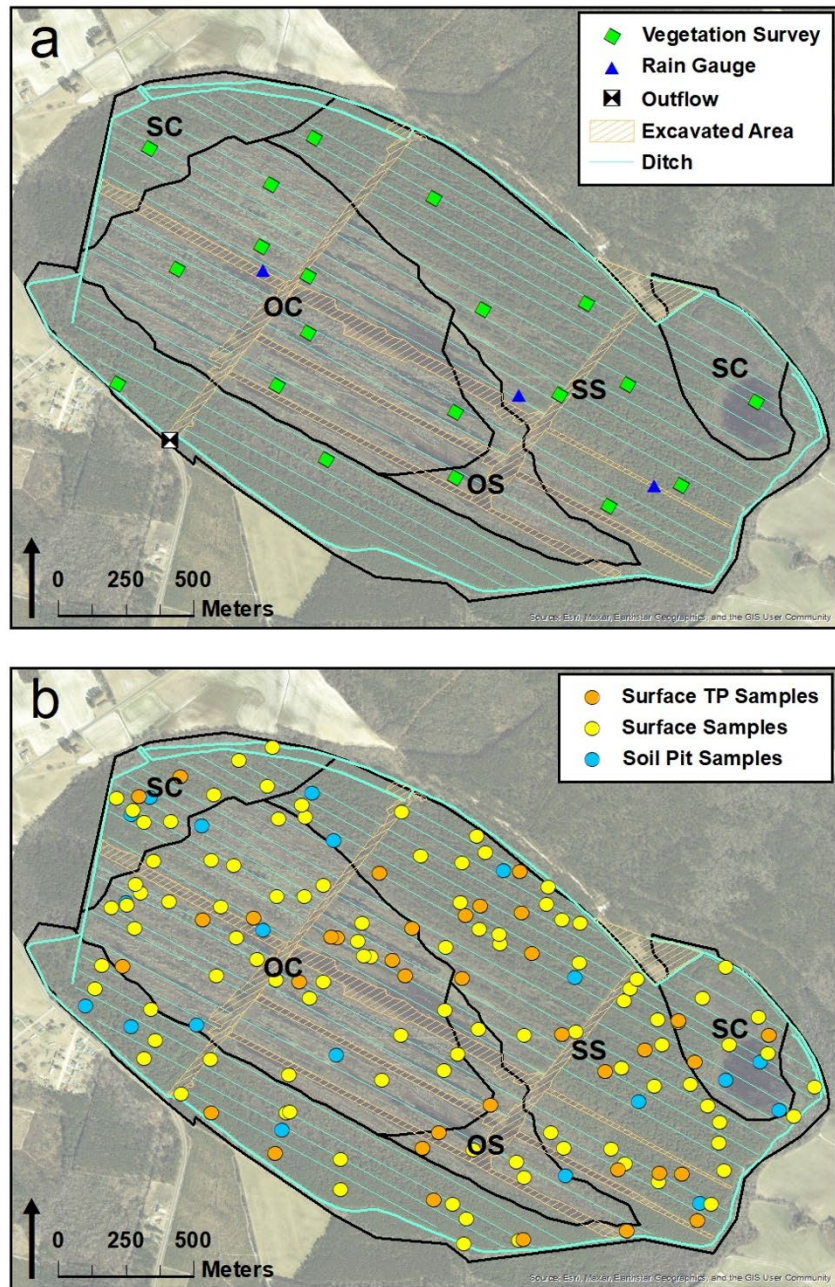 a
Vegetation Survey
Rain Gauge
Outflow
Excavated Area
Ditch
SC
OC
SS
SC
OS
0 250 500
Meters
Source: Esri, Maxar, Earthstar Geographics, and the GIS User Community
b
Surface TP Samples
Surface Samples
Soil Pit Samples
SC
OC
SS
SC
OS
0 250 500
Meters
Source: Esri, Maxar, Earthstar Geographics, and the GIS User Community